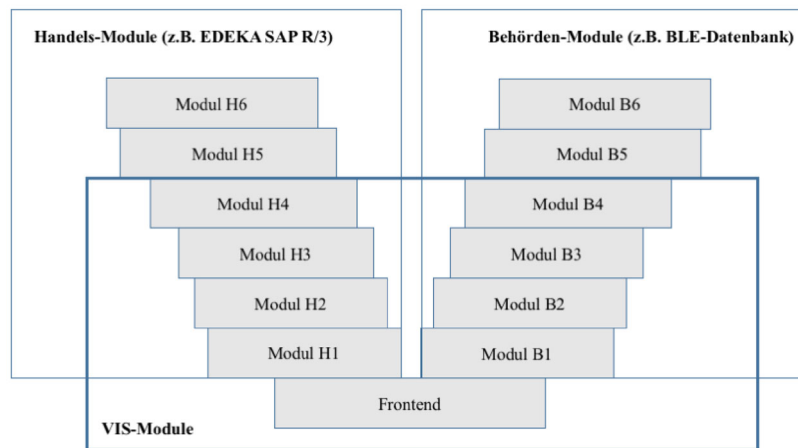 Handels-Module (z.B. EDEKA SAP R/3)
Behörden-Module (z.B. BLE-Datenbank)
Modul H6
Modul B6
Modul H5
Modul B5
Modul H4
Modul B4
Modul H3
Modul B3
Modul H2
Modul B2
Modul H1
Modul B1
Frontend
VIS-Module